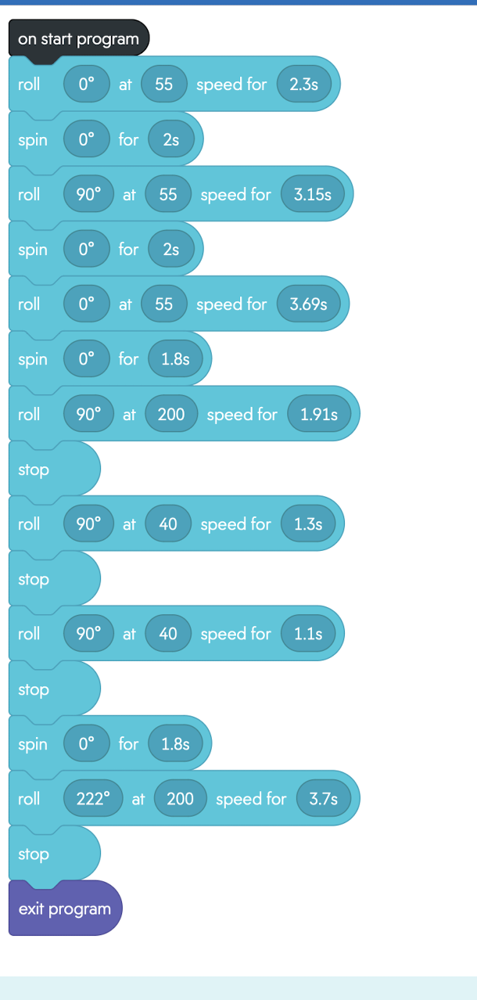 on start program
roll 0° at 55 speed for 2.3s
spin 0° for 2s
roll 90° at 55 speed for 3.15s
spin 0° for 2s
roll 0° at 55 speed for 3.69s
spin 0° for 1.8s
roll 90° at 200 speed for 1.91s
stop
roll 90° at 40 speed for 1.3s
stop
roll 90° at 40 speed for 1.1s
stop
spin 0° for 1.8s
roll 222° at 200 speed for 3.7s
stop
exit program